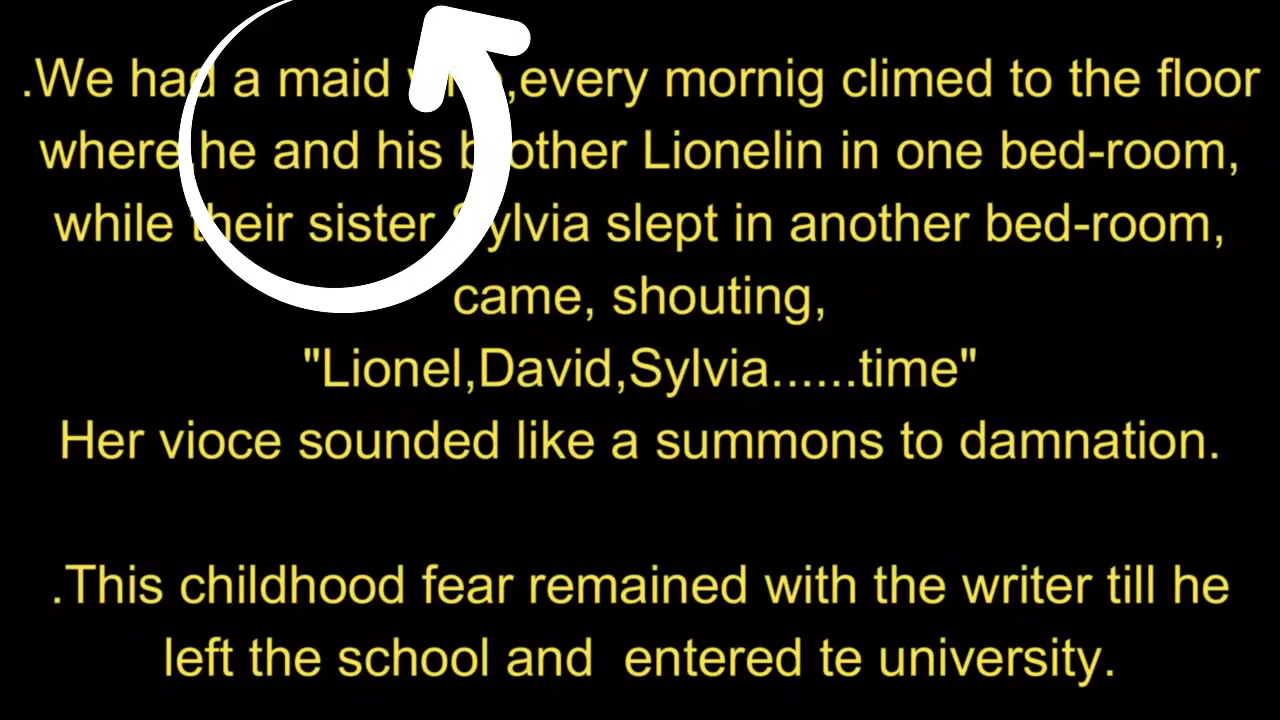 .We had a maid ,every mornig climed to the floor
where,he and his brother Lionelin in one bed-room,
while their sister Sylvia slept in another bed-room,
came, shouting,
"Lionel,David,Sylvia......time"
Her vioce sounded like a summons to damnation.
.This childhood fear remained with the writer till he
left the school and entered te university.